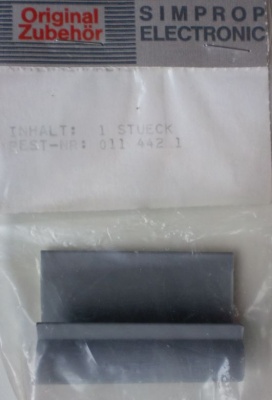 Original
Zubehör
SIMPROP
ELECTRONIC
INHALT: 1 STUECK
BEST-NR: 011 442 1